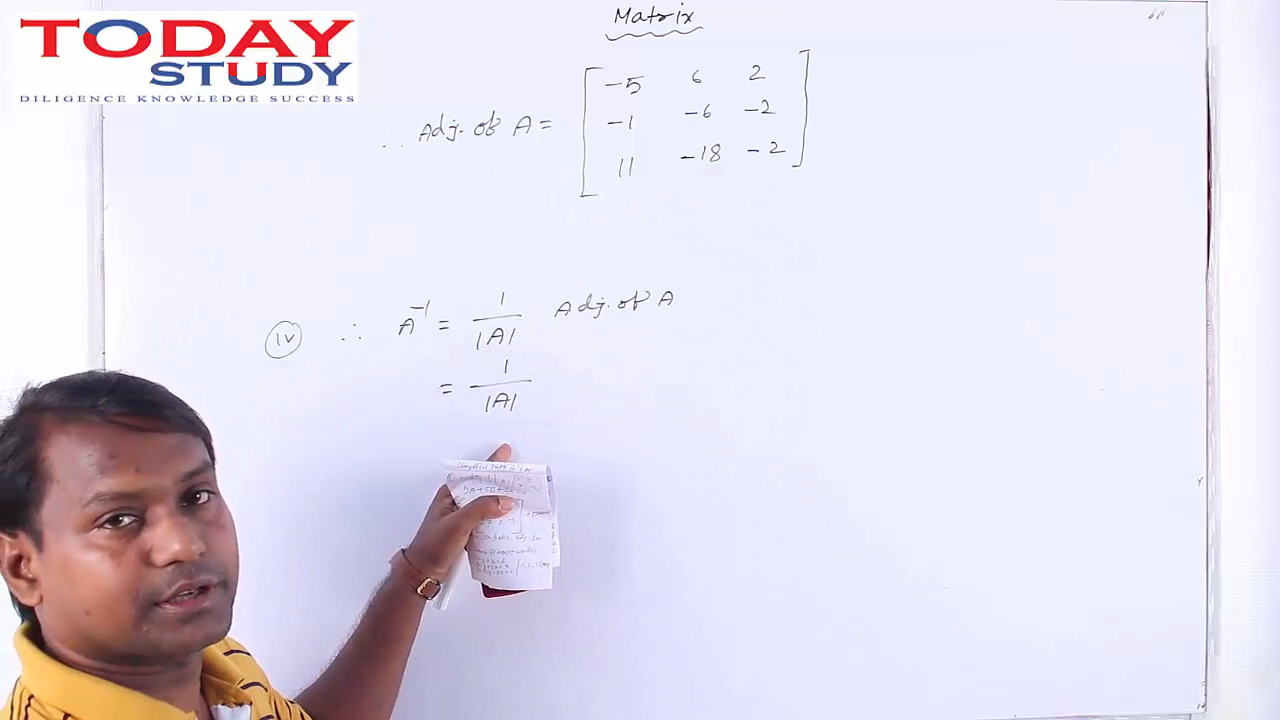 TODAY
STUDY
DILIGENCE KNOWLEDGE SUCCESS
Matrix
∴ Adj. of A = [ -5 6 2
-1 -6 -2
11 -18 -2 ]
(iv) ∴ A⁻¹ = 1/|A| Adj. of A
= 1/|A|